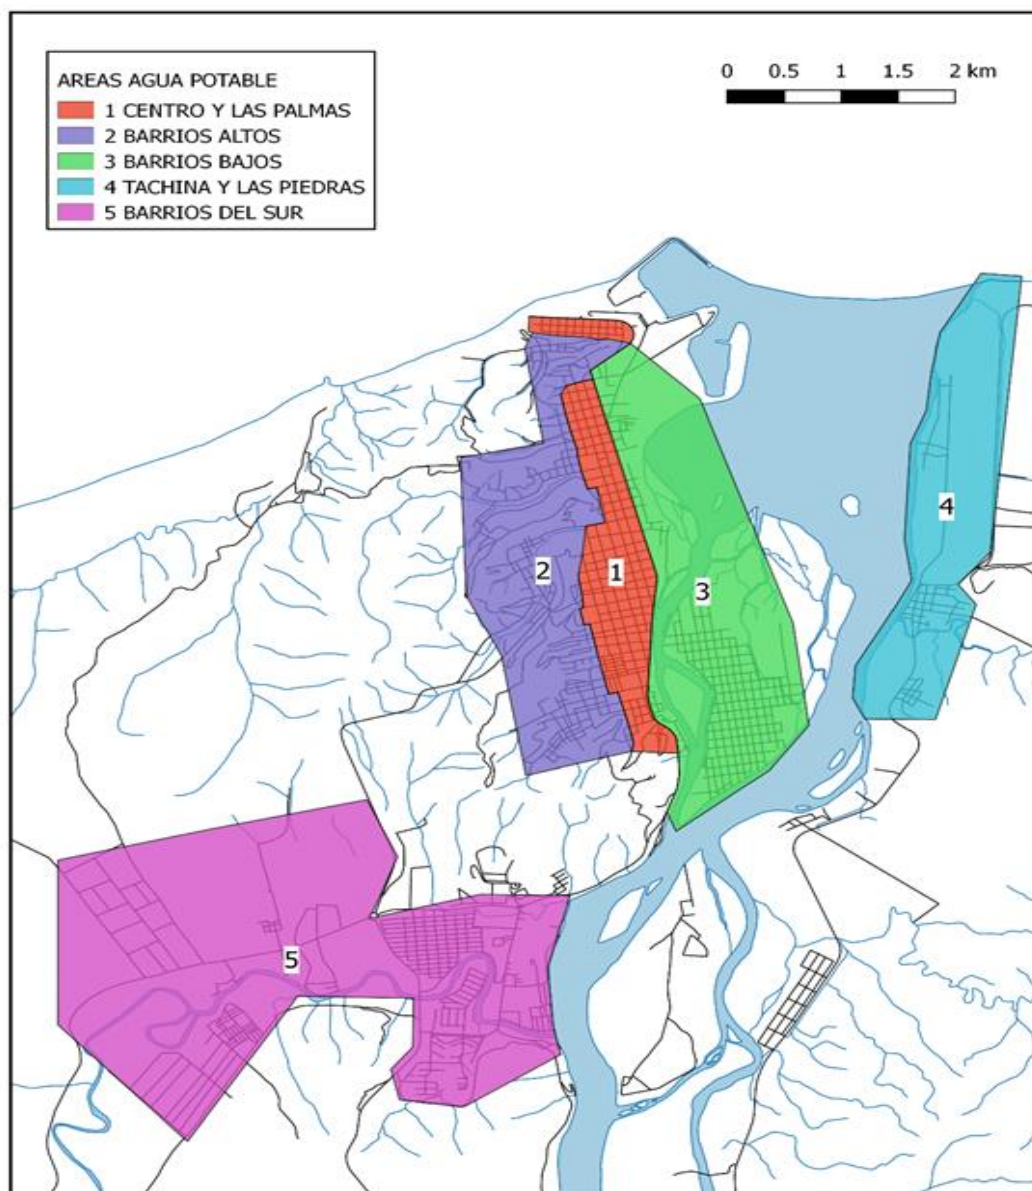 AREAS AGUA POTABLE
1 CENTRO Y LAS PALMAS
2 BARRIOS ALTOS
3 BARRIOS BAJOS
4 TACHINA Y LAS PIEDRAS
5 BARRIOS DEL SUR
0 0.5 1 1.5 2 km
4
2
1
3
5